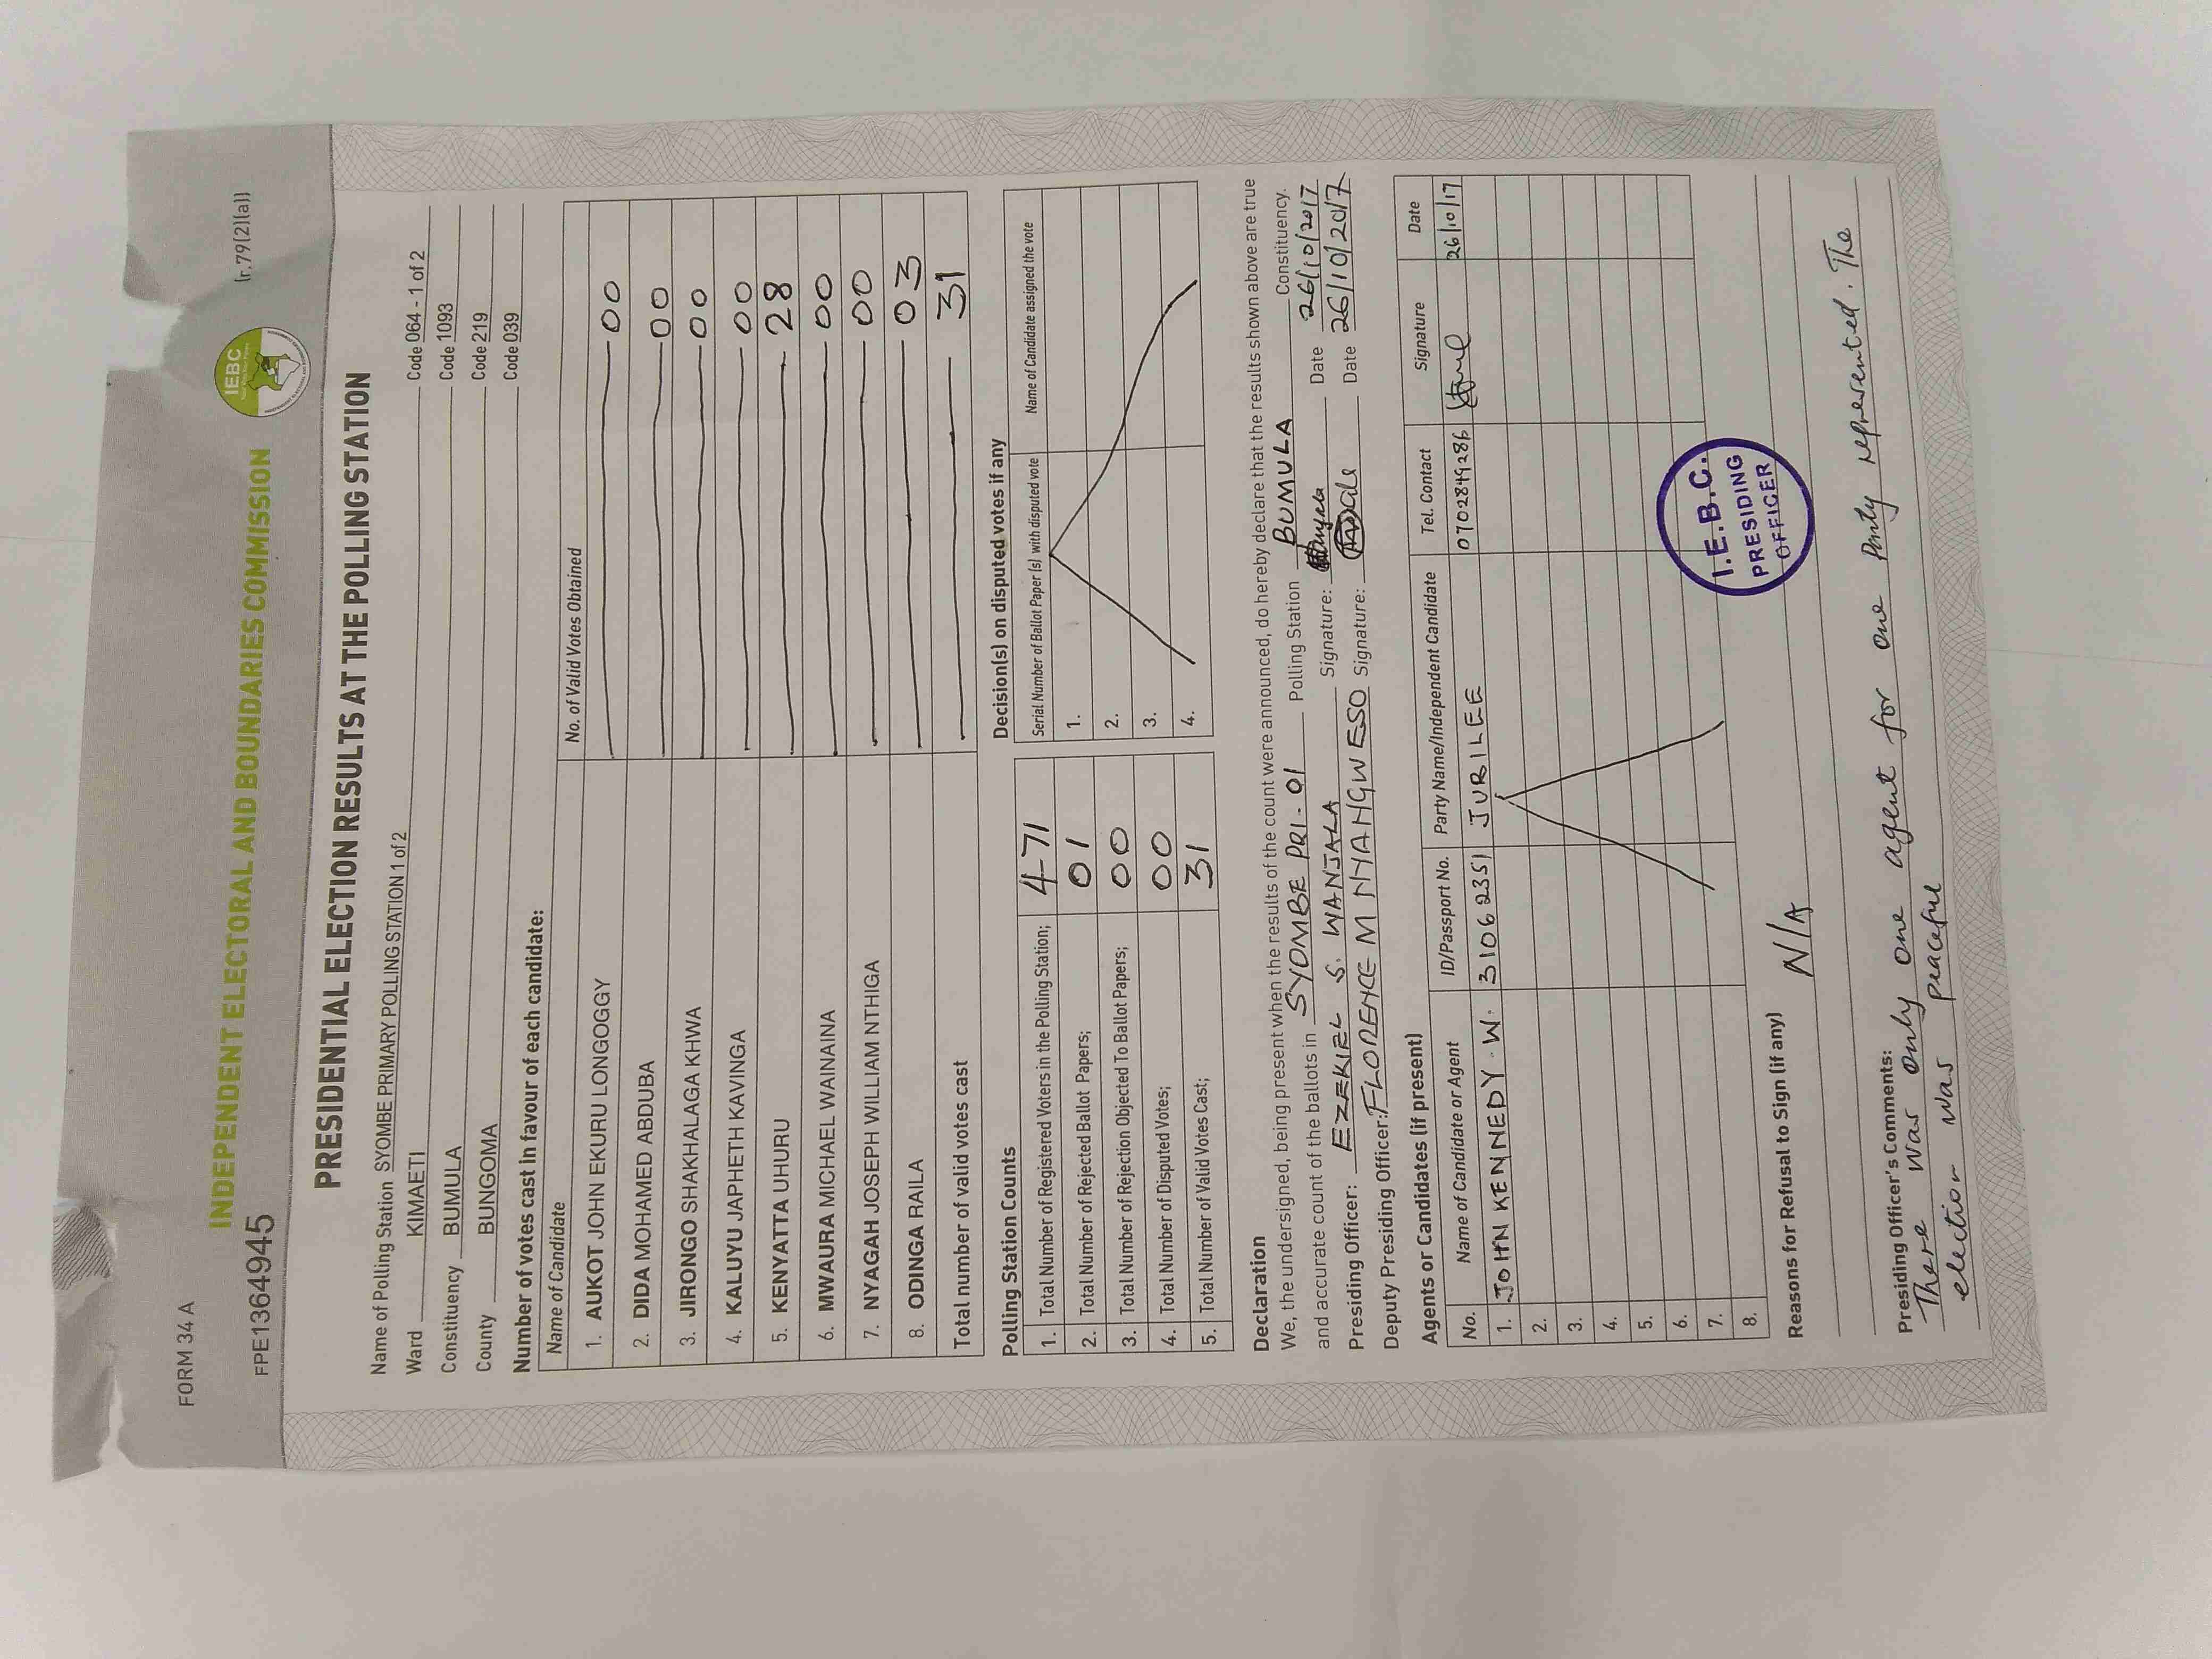 FORM 34 A
(r.79(2)(a))
INDEPENDENT ELECTORAL AND BOUNDARIES COMMISSION
IEBC
FPE1364945
PRESIDENTIAL ELECTION RESULTS AT THE POLLING STATION
Name of Polling Station SYOMBE PRIMARY POLLING STATION 1 of 2 Code 064 - 1 of 2
Ward KIMAETI Code 1093
Constituency BUMULA Code 219
County BUNGOMA Code 039
Number of votes cast in favour of each candidate:
Name of Candidate No. of Valid Votes Obtained
1. AUKOT JOHN EKURU LONGOGGY 00
2. DIDA MOHAMED ABDUBA 00
3. JIRONGO SHAKHALAGA KHWA 00
4. KALUYU JAPHETH KAVINGA 00
5. KENYATTA UHURU 28
6. MWAURA MICHAEL WAINAINA 00
7. NYAGAH JOSEPH WILLIAM NTHIGA 00
8. ODINGA RAILA 03
Total number of valid votes cast 31
Polling Station Counts
1. Total Number of Registered Voters in the Polling Station; 471
2. Total Number of Rejected Ballot Papers; 01
3. Total Number of Rejection Objected To Ballot Papers; 00
4. Total Number of Disputed Votes; 00
5. Total Number of Valid Votes Cast; 31
Decision(s) on disputed votes if any
Serial Number of Ballot Paper (s) with disputed vote Name of Candidate assigned the vote
1.
2.
3.
4.
Declaration
We, the undersigned, being present when the results of the count were announced, do hereby declare that the results shown above are true
and accurate count of the ballots in SYOMBE PRI - 01 Polling Station BUMULA Constituency.
Presiding Officer: EZEKIEL S. WANJALA Signature: Date 26/10/2017
Deputy Presiding Officer: FLORENCE M NYANGWESO Signature: Date 26/10/2017
Agents or Candidates (if present)
No. Name of Candidate or Agent ID/Passport No. Party Name/Independent Candidate Tel. Contact Signature Date
1. JOHN KENNEDY . W. 31062351 JUBILEE 0702849286 26/10/17
2.
3.
4.
5.
6.
7.
8.
I.E.B.C.
PRESIDING
OFFICER
Reasons for Refusal to Sign (if any) N/A
Presiding Officer's Comments:
There was only one agent for one Party represented. The
election was peaceful